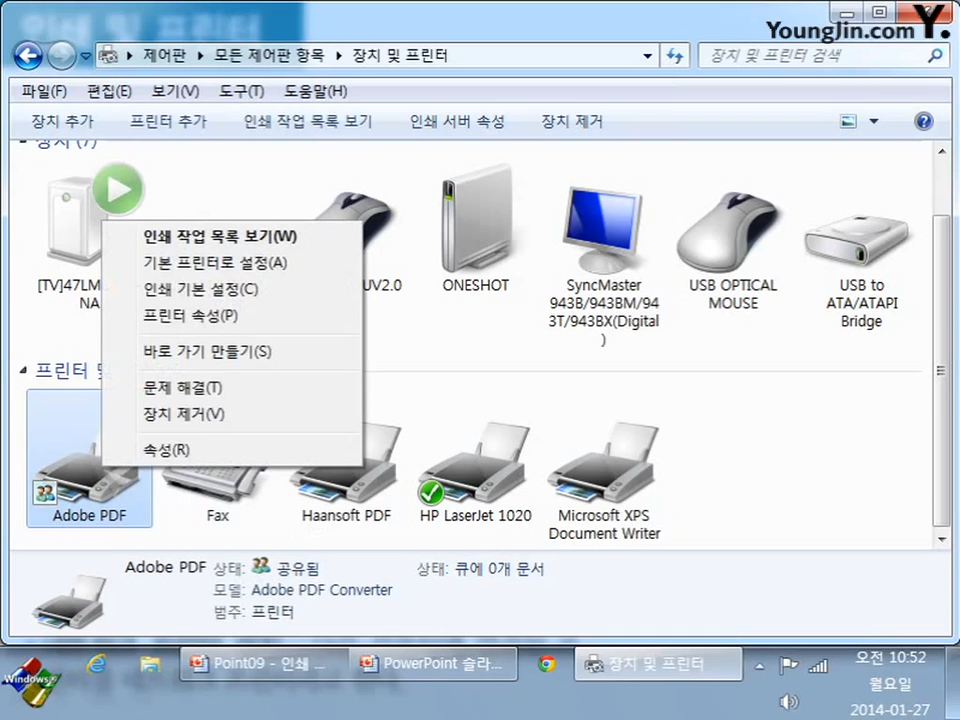 YoungJin.com Y.
제어판 ▸ 모든 제어판 항목 ▸ 장치 및 프린터
장치 및 프린터 검색
파일(F) 편집(E) 보기(V) 도구(T) 도움말(H)
장치 추가 프린터 추가 인쇄 작업 목록 보기 인쇄 서버 속성 장치 제거
장치 (7)
인쇄 작업 목록 보기(W)
기본 프린터로 설정(A)
인쇄 기본 설정(C)
프린터 속성(P)
바로 가기 만들기(S)
문제 해결(T)
장치 제거(V)
속성(R)
[TV]47LM
NA
UV2.0
ONESHOT
SyncMaster
943B/943BM/94
3T/943BX(Digital
)
USB OPTICAL
MOUSE
USB to
ATA/ATAPI
Bridge
프린터 및
Adobe PDF
Fax
Haansoft PDF
HP LaserJet 1020
Microsoft XPS
Document Writer
Adobe PDF 상태: 공유됨 상태: 큐에 0개 문서
모델: Adobe PDF Converter
범주: 프린터
Windows
Point09 - 인쇄 ...
PowerPoint 슬라...
장치 및 프린터
오전 10:52
월요일
2014-01-27